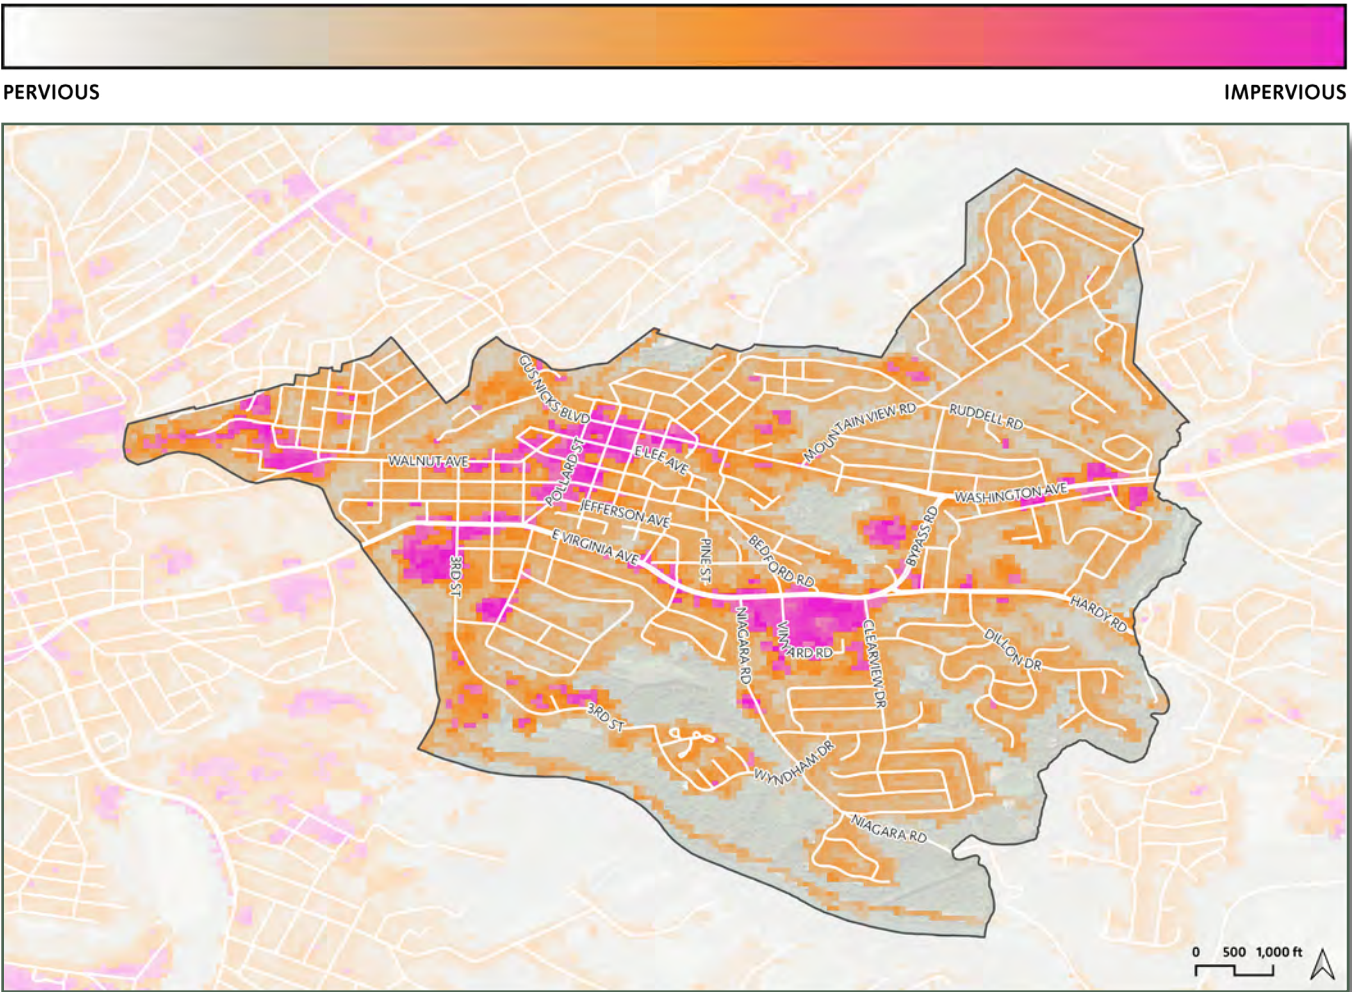 PERVIOUS
IMPERVIOUS
GUS NICKS BLVD
MOUNTAIN VIEW RD
RUDDELL RD
WALNUT AVE
POLLARD ST
E LEE AVE
WASHINGTON AVE
JEFFERSON AVE
E VIRGINIA AVE
PINE ST
BEDFORD RD
BYPASS RD
3RD ST
HARDY RD
NIAGARA RD
VINYARD RD
CLEARVIEW DR
DILLON DR
3RD ST
WYNDHAM DR
NIAGARA RD
0 500 1,000 ft